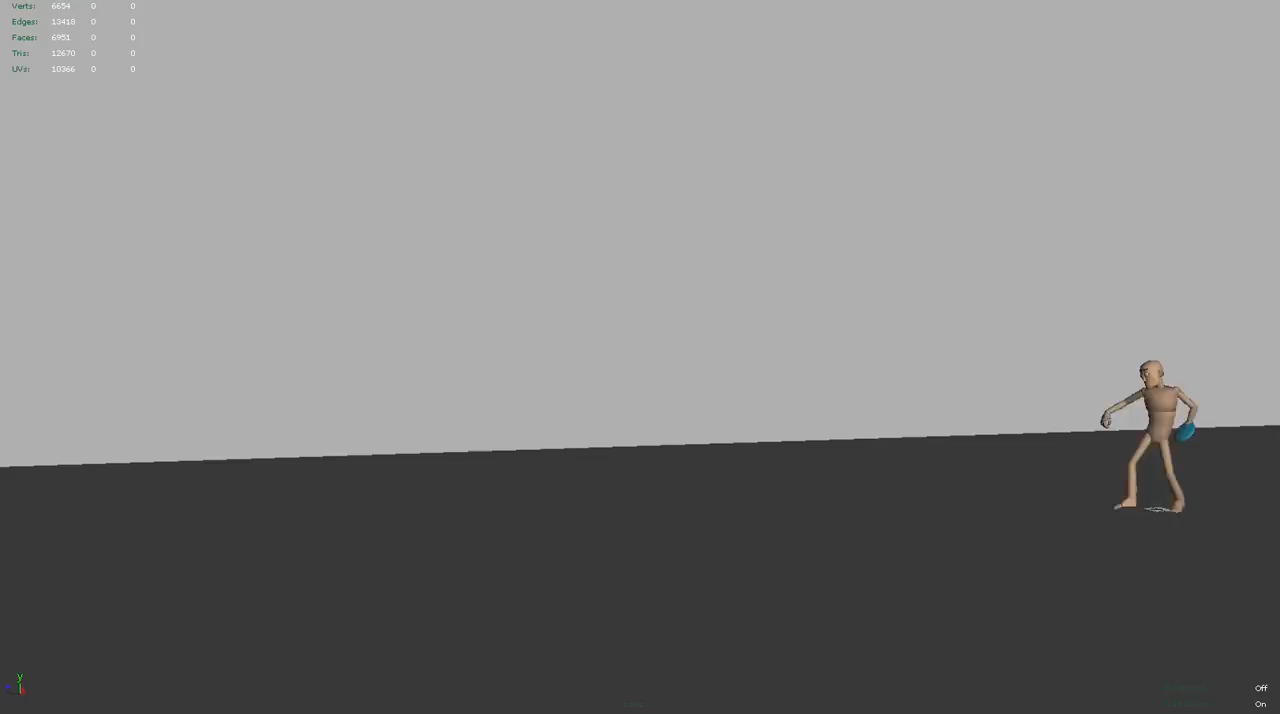 Verts: 6654 0 0
Edges: 13418 0 0
Faces: 6951 0 0
Tris: 12670 0 0
UVs: 10366 0 0
y
Off
On